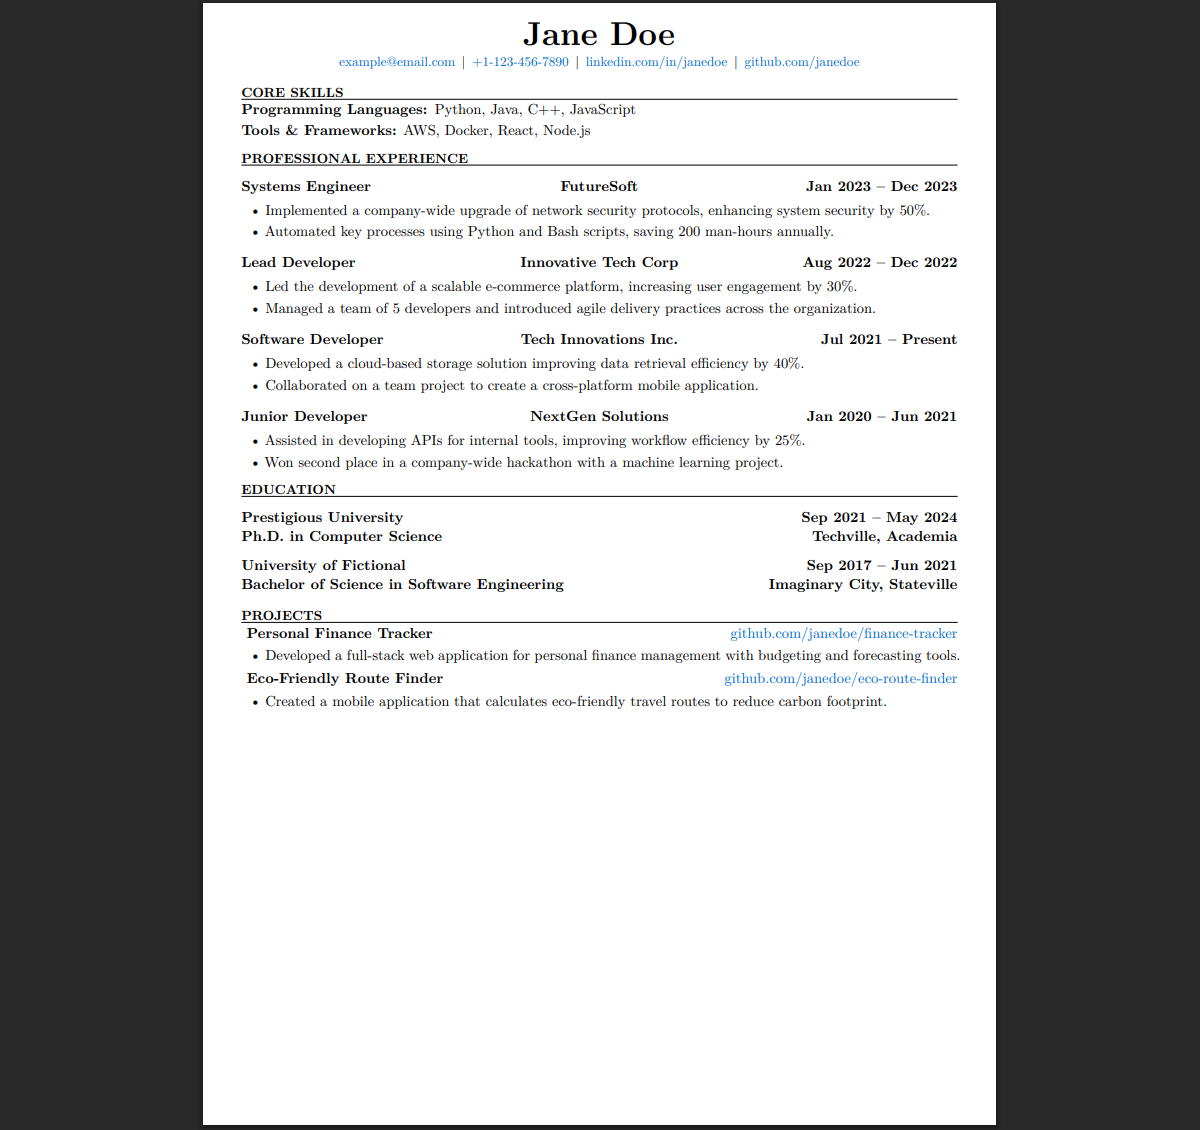 Jane Doe
example@email.com | +1-123-456-7890 | linkedin.com/in/janedoe | github.com/janedoe
CORE SKILLS
Programming Languages: Python, Java, C++, JavaScript
Tools & Frameworks: AWS, Docker, React, Node.js
PROFESSIONAL EXPERIENCE
Systems Engineer FutureSoft Jan 2023 – Dec 2023
• Implemented a company-wide upgrade of network security protocols, enhancing system security by 50%.
• Automated key processes using Python and Bash scripts, saving 200 man-hours annually.
Lead Developer Innovative Tech Corp Aug 2022 – Dec 2022
• Led the development of a scalable e-commerce platform, increasing user engagement by 30%.
• Managed a team of 5 developers and introduced agile delivery practices across the organization.
Software Developer Tech Innovations Inc. Jul 2021 – Present
• Developed a cloud-based storage solution improving data retrieval efficiency by 40%.
• Collaborated on a team project to create a cross-platform mobile application.
Junior Developer NextGen Solutions Jan 2020 – Jun 2021
• Assisted in developing APIs for internal tools, improving workflow efficiency by 25%.
• Won second place in a company-wide hackathon with a machine learning project.
EDUCATION
Prestigious University Sep 2021 – May 2024
Ph.D. in Computer Science Techville, Academia
University of Fictional Sep 2017 – Jun 2021
Bachelor of Science in Software Engineering Imaginary City, Stateville
PROJECTS
Personal Finance Tracker github.com/janedoe/finance-tracker
• Developed a full-stack web application for personal finance management with budgeting and forecasting tools.
Eco-Friendly Route Finder github.com/janedoe/eco-route-finder
• Created a mobile application that calculates eco-friendly travel routes to reduce carbon footprint.